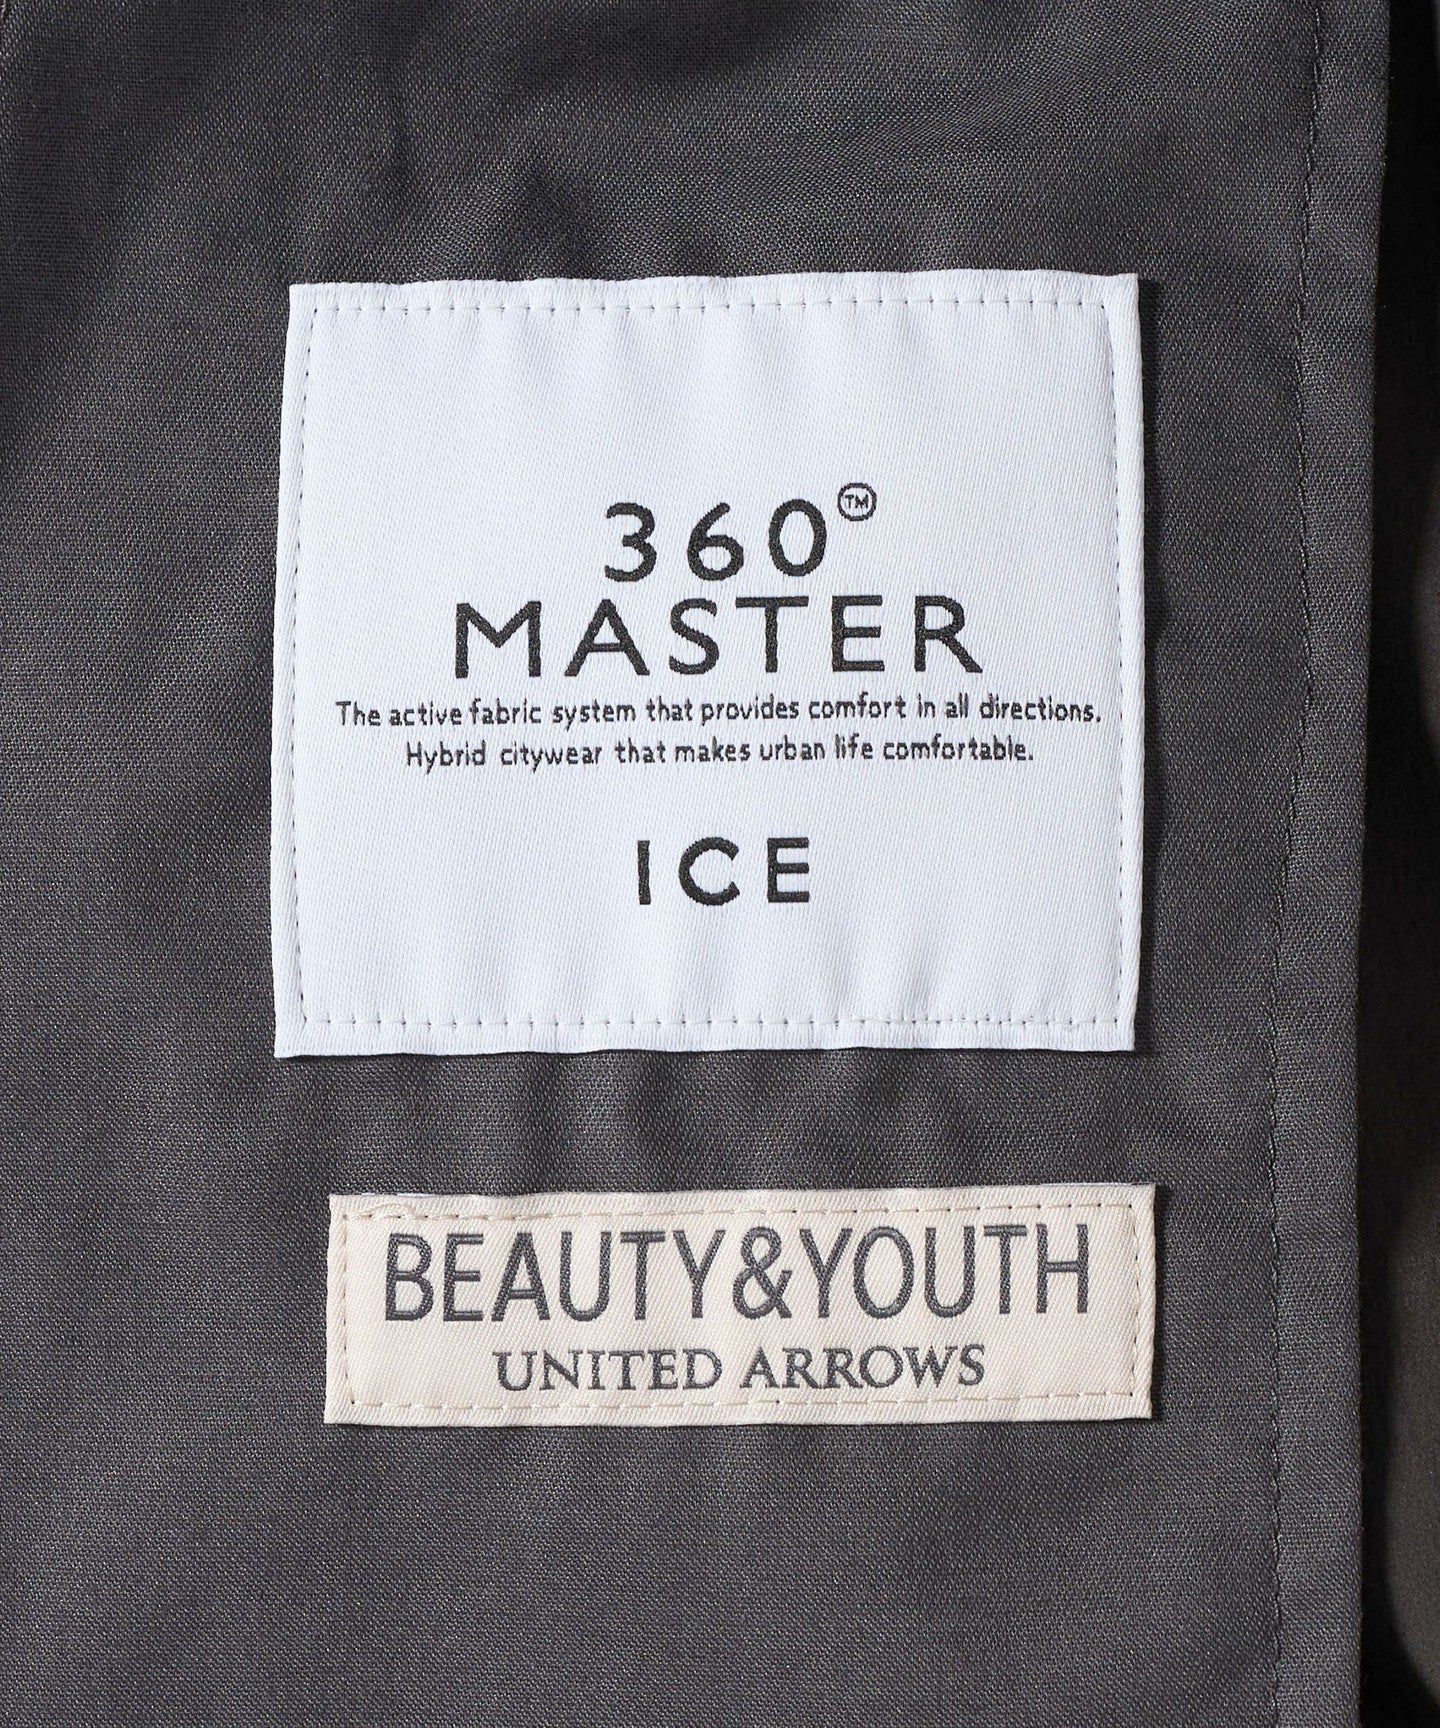 360°™
MASTER
The active fabric system that provides comfort in all directions.
Hybrid citywear that makes urban life comfortable.
ICE
BEAUTY&YOUTH
UNITED ARROWS